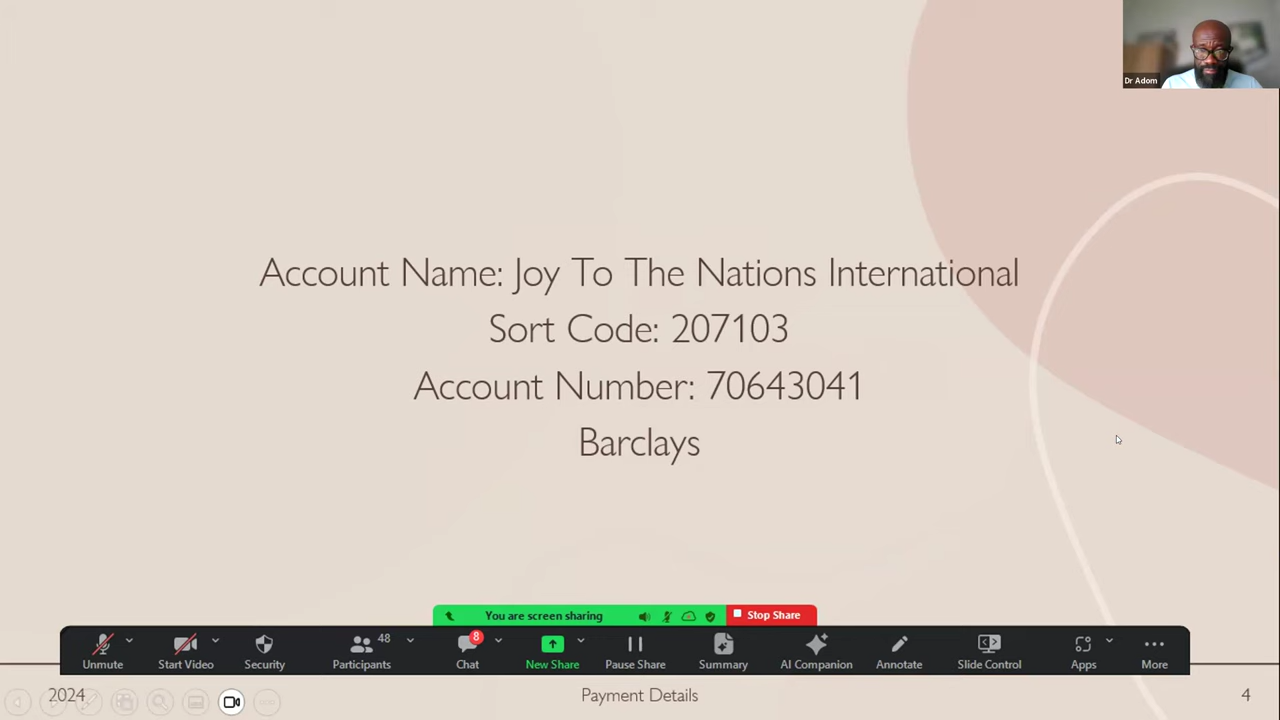 Dr Adom
Account Name: Joy To The Nations International
Sort Code: 207103
Account Number: 70643041
Barclays
You are screen sharing
Stop Share
Unmute
Start Video
Security
Participants
48
Chat
8
New Share
Pause Share
Summary
AI Companion
Annotate
Slide Control
Apps
More
2024
Payment Details
4